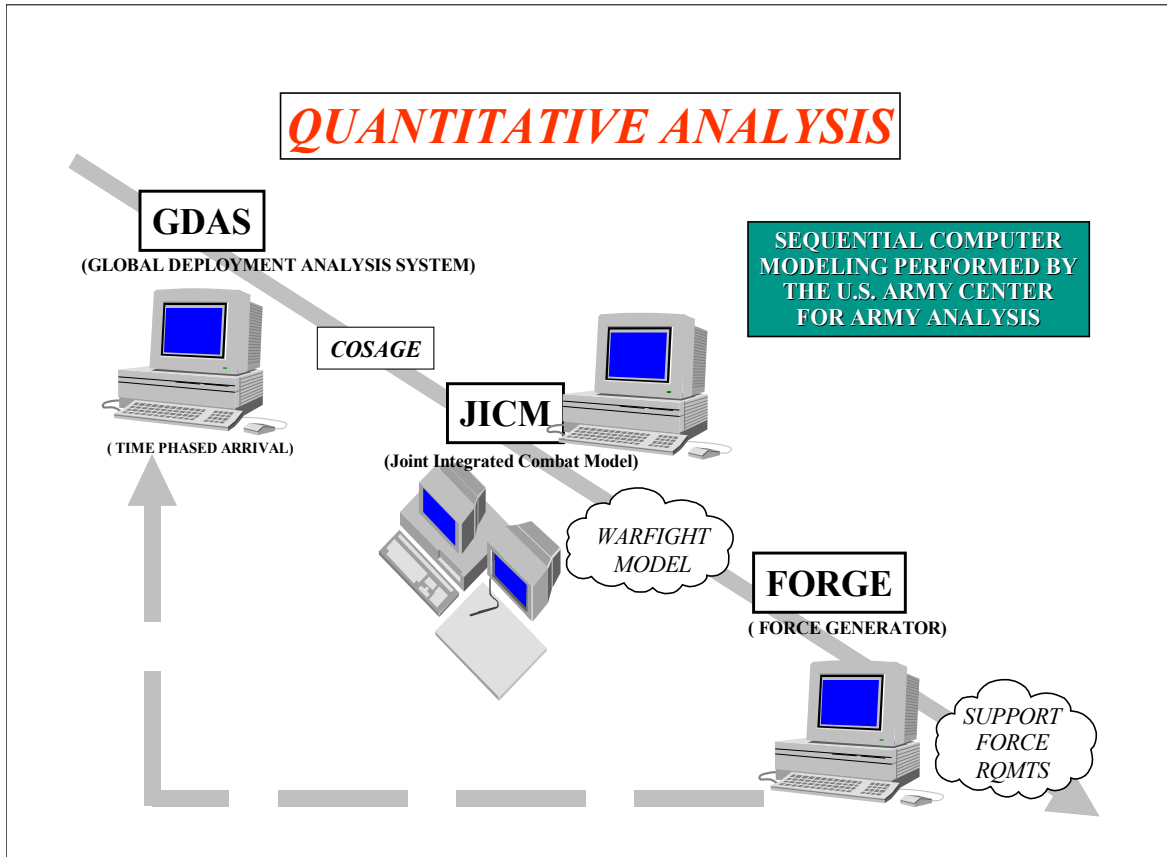 QUANTITATIVE ANALYSIS
GDAS
(GLOBAL DEPLOYMENT ANALYSIS SYSTEM)
SEQUENTIAL COMPUTER
MODELING PERFORMED BY
THE U.S. ARMY CENTER
FOR ARMY ANALYSIS
COSAGE
JICM
( TIME PHASED ARRIVAL)
(Joint Integrated Combat Model)
WARFIGHT
MODEL
FORGE
( FORCE GENERATOR)
SUPPORT
FORCE
RQMTS